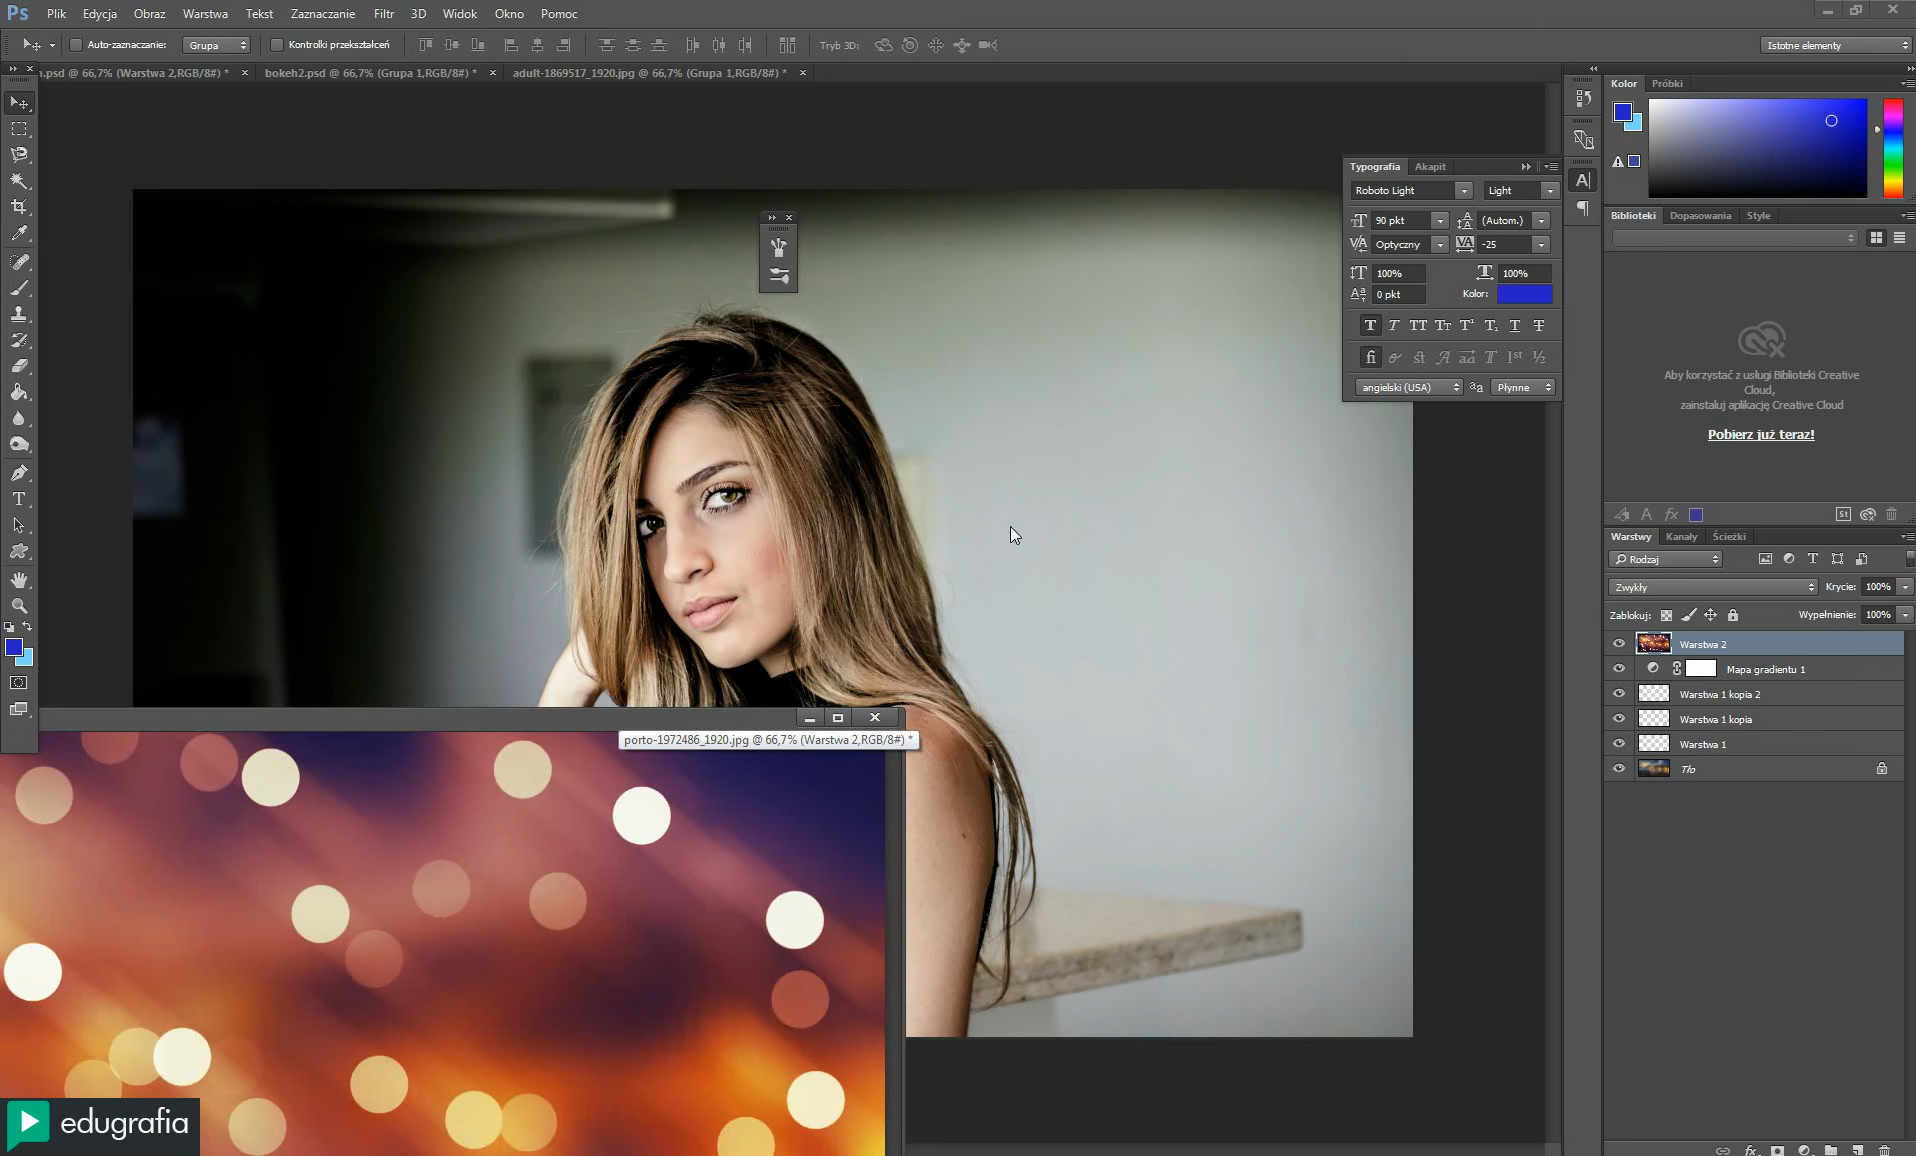 Ps Plik Edycja Obraz Warstwa Tekst Zaznaczanie Filtr 3D Widok Okno Pomoc
Auto-zaznaczanie: Grupa Kontrolki przekształceń Tryb 3D: Istotne elementy
n.psd @ 66,7% (Warstwa 2,RGB/8#) * bokeh2.psd @ 66,7% (Grupa 1,RGB/8#) * adult-1869517_1920.jpg @ 66,7% (Grupa 1,RGB/8#) *
Kolor Próbki
Typografia Akapit
Roboto Light Light
90 pkt (Autom.)
Optyczny -25
100% 100%
0 pkt Kolor:
angielski (USA) aa Płynne
Biblioteki Dopasowania Style
Aby korzystać z usługi Biblioteki Creative
Cloud,
zainstaluj aplikację Creative Cloud
Pobierz już teraz!
Warstwy Kanały Ścieżki
Rodzaj
Zwykły Krycie: 100%
Zablokuj: Wypełnienie: 100%
Warstwa 2
Mapa gradientu 1
Warstwa 1 kopia 2
Warstwa 1 kopia
Warstwa 1
Tło
porto-1972486_1920.jpg @ 66,7% (Warstwa 2,RGB/8#) *
edugrafia